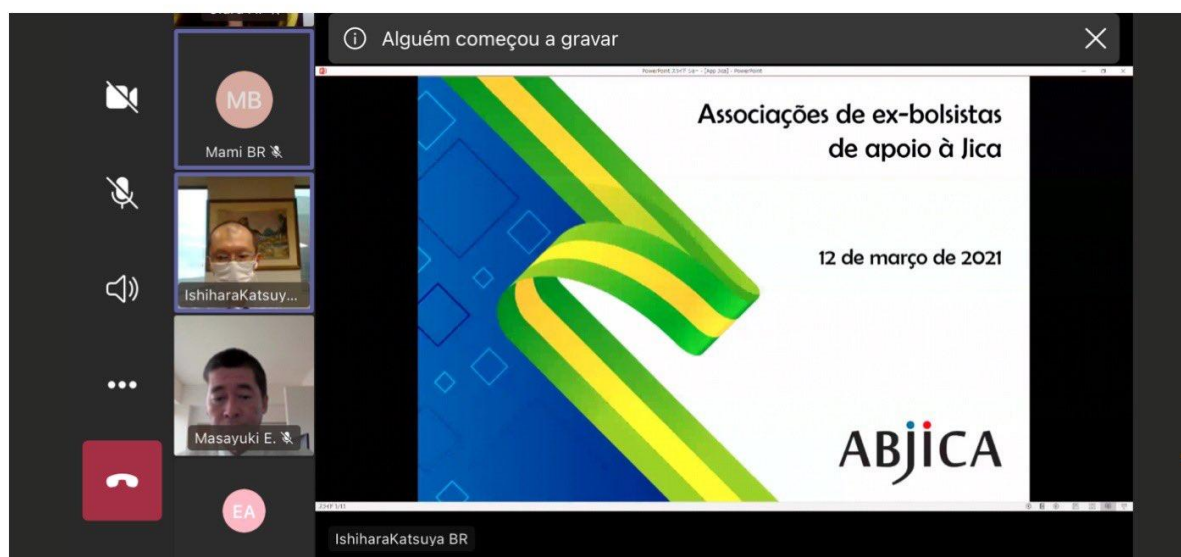 Alguém começou a gravar
MB
Mami BR
IshiharaKatsuy...
Masayuki E.
EA
Associações de ex-bolsistas
de apoio à Jica
12 de março de 2021
ABJICA
IshiharaKatsuya BR